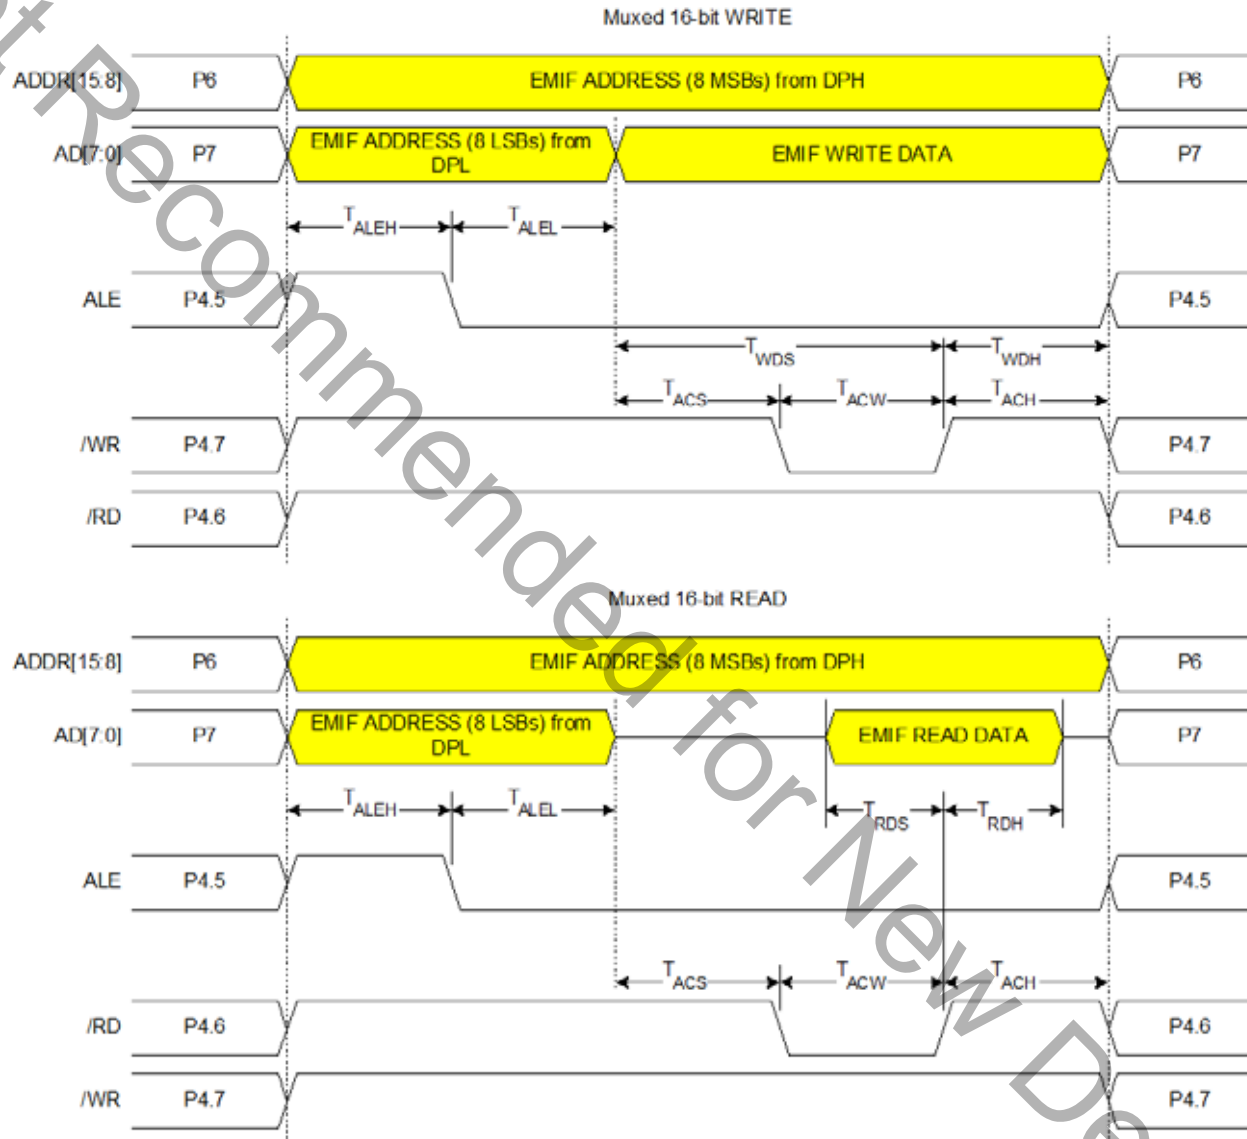 Muxed 16-bit WRITE
ADDR[15:8] P6 EMIF ADDRESS (8 MSBs) from DPH P6
AD[7:0] P7 EMIF ADDRESS (8 LSBs) from DPL EMIF WRITE DATA P7
TALEH TALEL
ALE P4.5 P4.5
TWDS TWDH
TACS TACW TACH
/WR P4.7 P4.7
/RD P4.6 P4.6
Muxed 16-bit READ
ADDR[15:8] P6 EMIF ADDRESS (8 MSBs) from DPH P6
AD[7:0] P7 EMIF ADDRESS (8 LSBs) from DPL EMIF READ DATA P7
TALEH TALEL TRDS TRDH
ALE P4.5 P4.5
TACS TACW TACH
/RD P4.6 P4.6
/WR P4.7 P4.7
Recommended for New